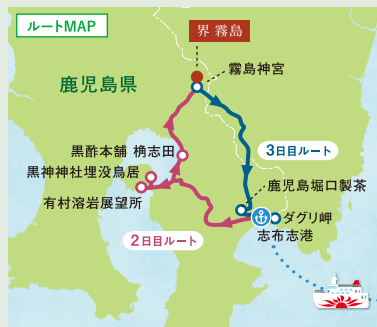 ルートMAP
界 霧島
霧島神宮
鹿児島県
3日目ルート
黒酢本舗 桷志田
黒神神社埋没鳥居
有村溶岩展望所
鹿児島堀口製茶
ダグリ岬
志布志港
2日目ルート